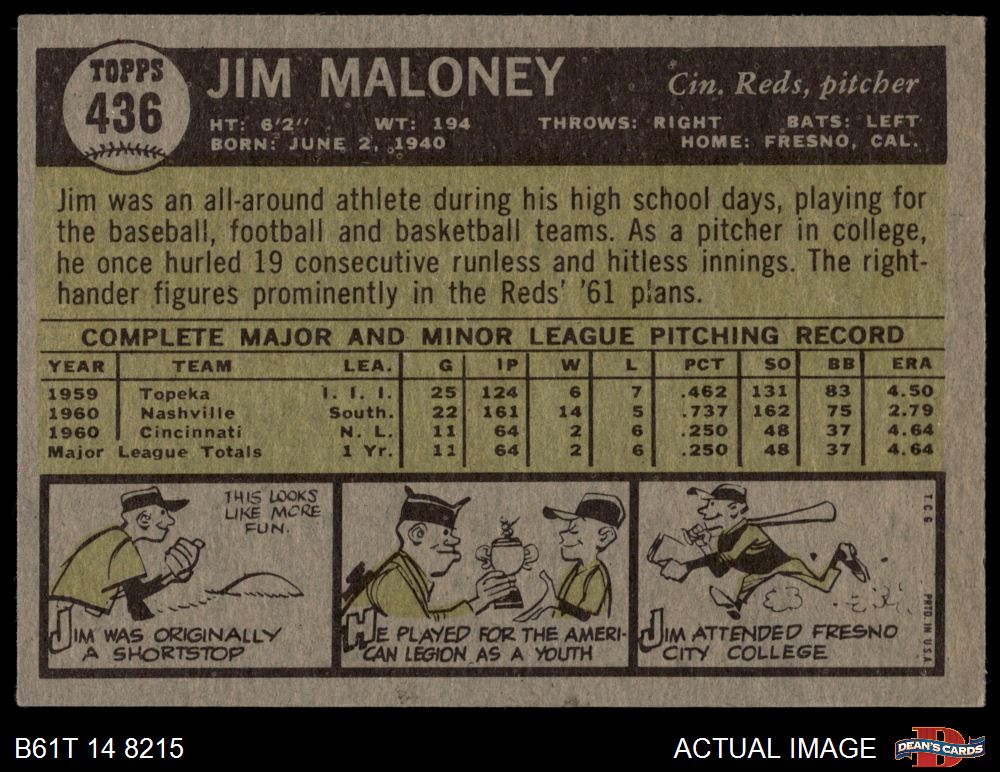 TOPPS
436
JIM MALONEY
Cin. Reds, pitcher
HT: 6'2" WT: 194 THROWS: RIGHT BATS: LEFT
BORN: JUNE 2, 1940 HOME: FRESNO, CAL.
Jim was an all-around athlete during his high school days, playing for
the baseball, football and basketball teams. As a pitcher in college,
he once hurled 19 consecutive runless and hitless innings. The right-
hander figures prominently in the Reds' '61 plans.
COMPLETE MAJOR AND MINOR LEAGUE PITCHING RECORD
YEAR TEAM LEA. G IP W L PCT SO BB ERA
1959 Topeka I. I. I. 25 124 6 7 .462 131 83 4.50
1960 Nashville South. 22 161 14 5 .737 162 75 2.79
1960 Cincinnati N. L. 11 64 2 6 .250 48 37 4.64
Major League Totals 1 Yr. 11 64 2 6 .250 48 37 4.64
THIS LOOKS
LIKE MORE
FUN.
JIM WAS ORIGINALLY
A SHORTSTOP
HE PLAYED FOR THE AMERI-
CAN LEGION AS A YOUTH
JIM ATTENDED FRESNO
CITY COLLEGE
T.C.G.
PRTD. IN U.S.A.
B61T 14 8215
ACTUAL IMAGE
DEAN'S CARDS